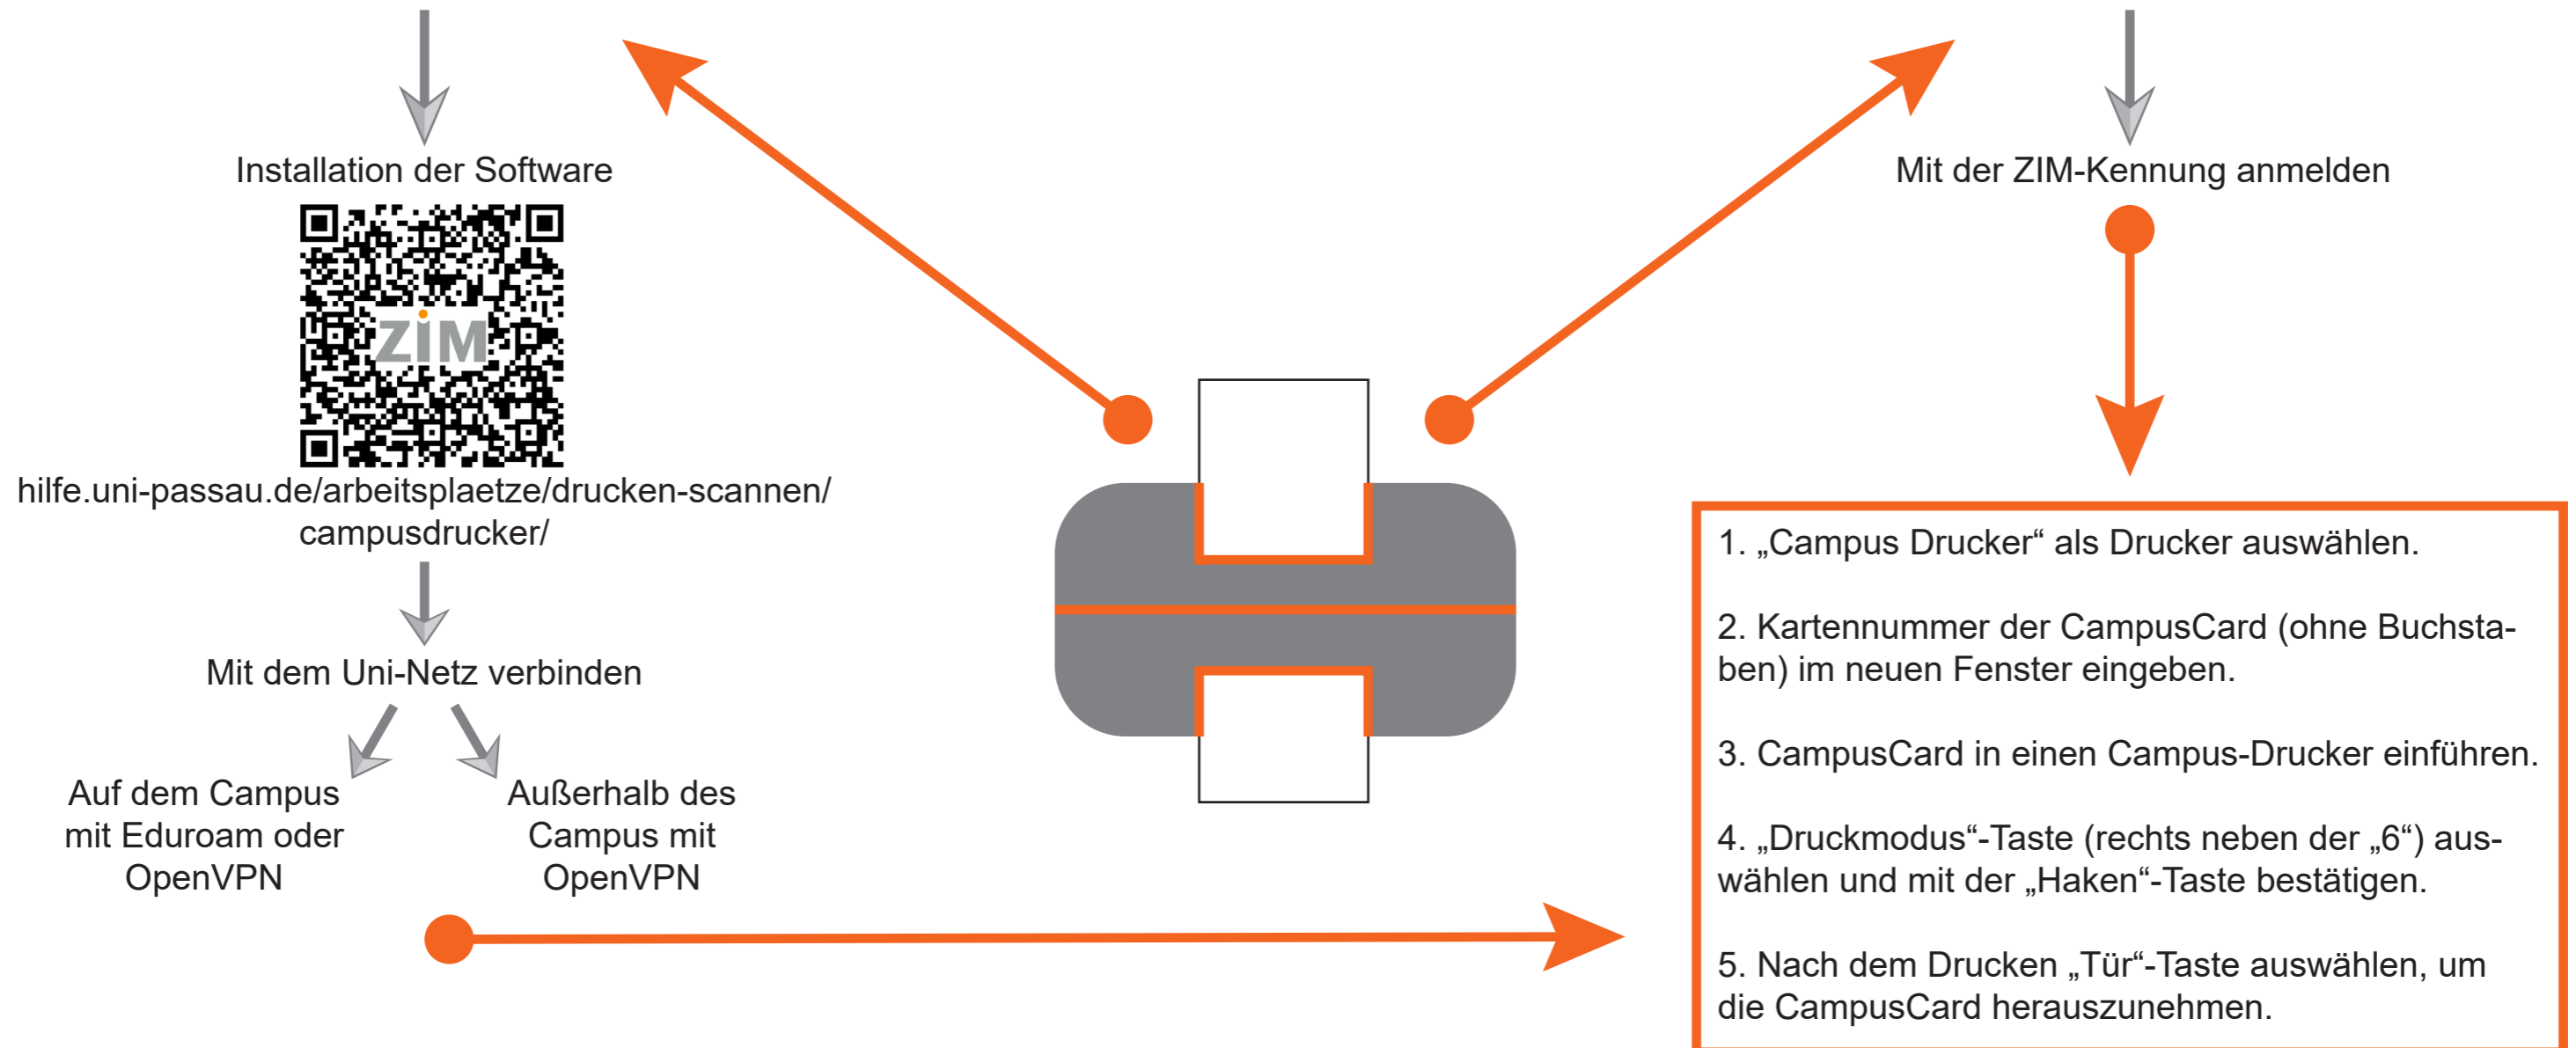 Installation der Software
ZiM
hilfe.uni-passau.de/arbeitsplaetze/drucken-scannen/
campusdrucker/
Mit dem Uni-Netz verbinden
Auf dem Campus
mit Eduroam oder
OpenVPN
Außerhalb des
Campus mit
OpenVPN
Mit der ZIM-Kennung anmelden
1. „Campus Drucker“ als Drucker auswählen.
2. Kartennummer der CampusCard (ohne Buchsta-
ben) im neuen Fenster eingeben.
3. CampusCard in einen Campus-Drucker einführen.
4. „Druckmodus“-Taste (rechts neben der „6“) aus-
wählen und mit der „Haken“-Taste bestätigen.
5. Nach dem Drucken „Tür“-Taste auswählen, um
die CampusCard herauszunehmen.